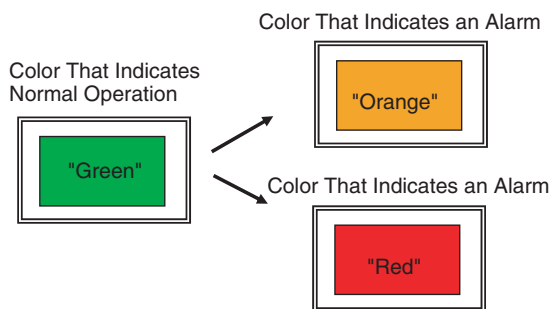 Color That Indicates an Alarm
Color That Indicates
Normal Operation
"Orange"
"Green"
Color That Indicates an Alarm
"Red"